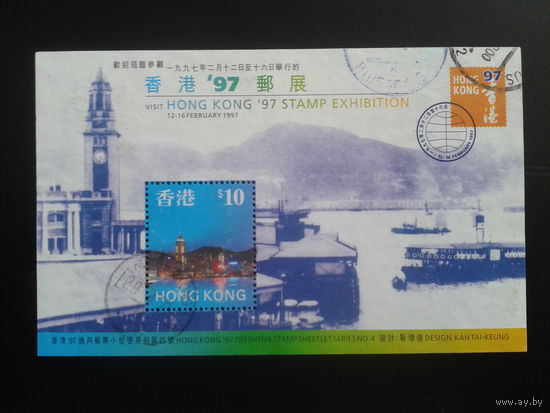 歡迎蒞臨參觀
一九九七年二月十二日至十六日舉行的
香港 '97 郵展
VISIT HONG KONG '97 STAMP EXHIBITION
12-16 FEBRUARY 1997
97
HONG
KONG
香港
12-16 FEBRUARY 1997
香港 $10
HONG KONG
香港'97通用郵票小型張系列第四號 HONG KONG '97 DEFINITIVE STAMP SHEETLET SERIES NO.4 設計:靳埭強 DESIGN: KAN TAI-KEUNG
www.ay.by